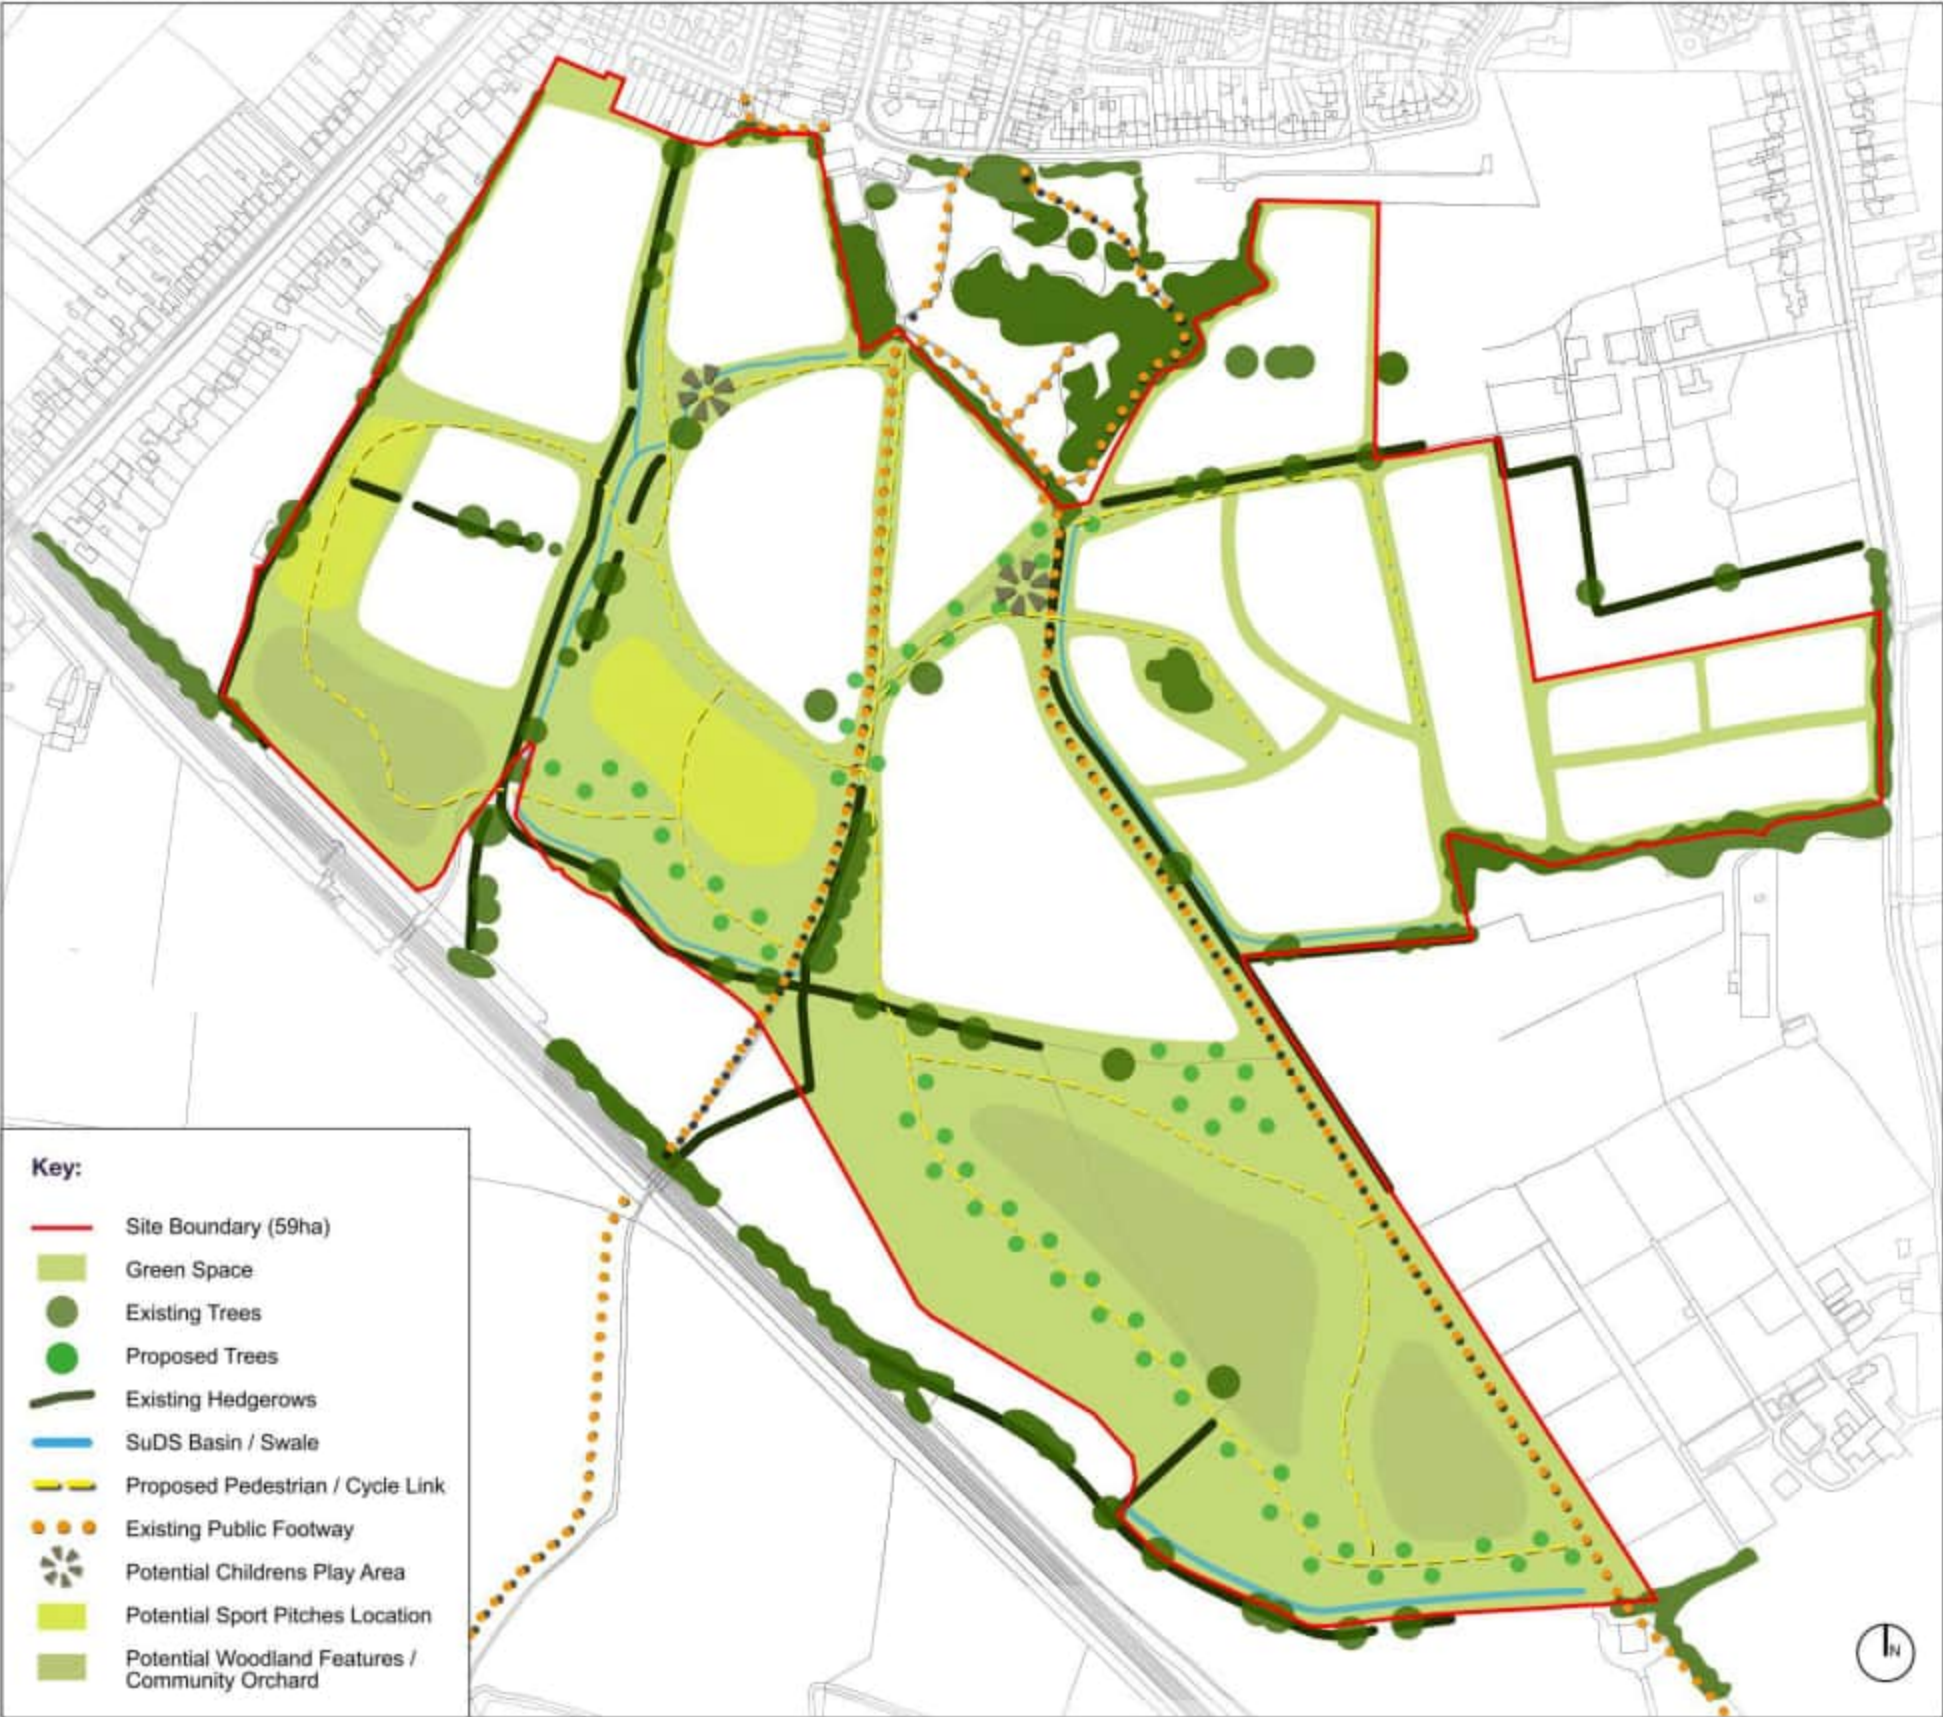 Key:
Site Boundary (59ha)
Green Space
Existing Trees
Proposed Trees
Existing Hedgerows
SuDS Basin / Swale
Proposed Pedestrian / Cycle Link
Existing Public Footway
Potential Childrens Play Area
Potential Sport Pitches Location
Potential Woodland Features /
Community Orchard
N